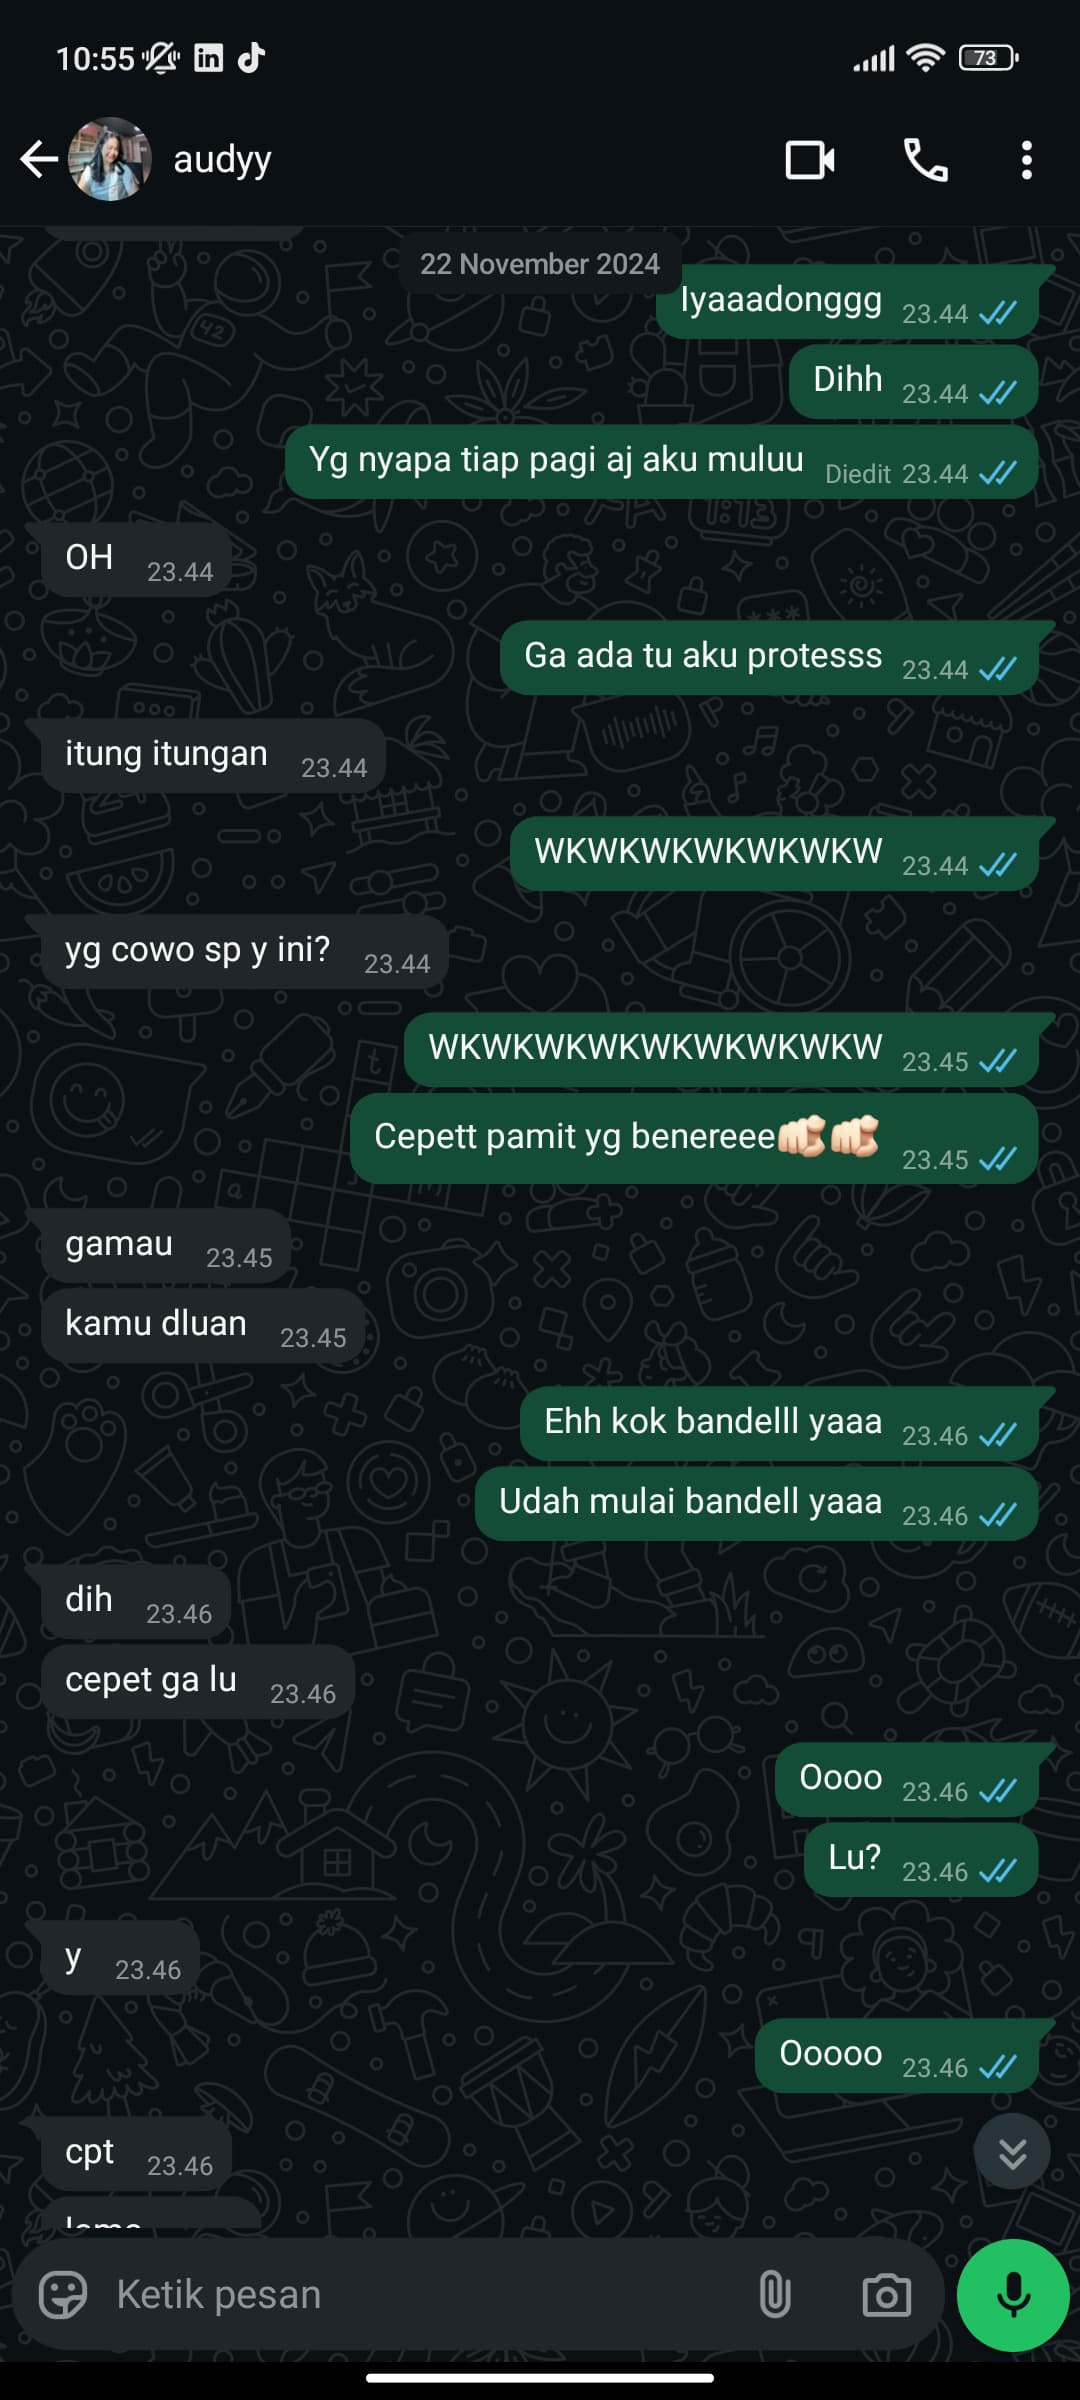 10:55
73
audyy
22 November 2024
Iyaaadonggg 23.44
Dihh 23.44
Yg nyapa tiap pagi aj aku muluu Diedit 23.44
OH 23.44
Ga ada tu aku protesss 23.44
itung itungan 23.44
WKWKWKWKWKWKW 23.44
yg cowo sp y ini? 23.44
WKWKWKWKWKWKWKWKW 23.45
Cepett pamit yg benereee🫵🏻🫵🏻 23.45
gamau 23.45
kamu dluan 23.45
Ehh kok bandelll yaaa 23.46
Udah mulai bandell yaaa 23.46
dih 23.46
cepet ga lu 23.46
Oooo 23.46
Lu? 23.46
y 23.46
Ooooo 23.46
cpt 23.46
Ketik pesan